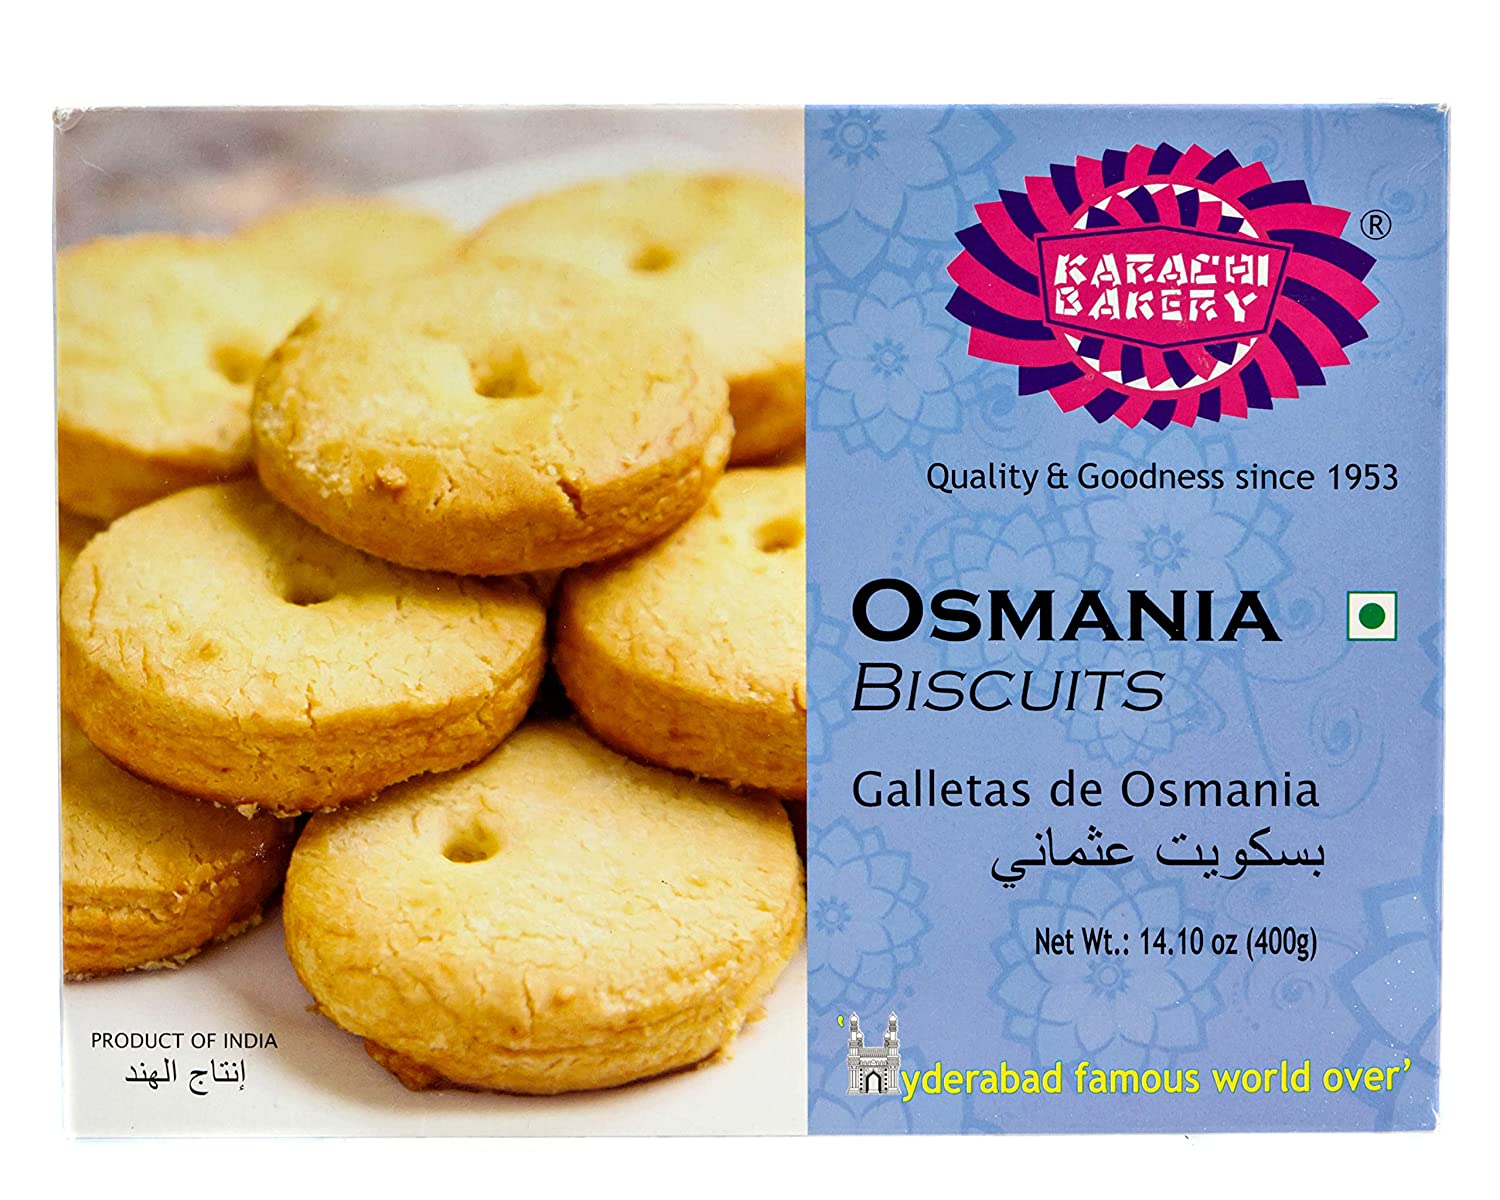 KARACHI
BAKERY
®
Quality & Goodness since 1953
OSMANIA
BISCUITS
Galletas de Osmania
بسكويت عثماني
Net Wt.: 14.10 oz (400g)
'Hyderabad famous world over'
PRODUCT OF INDIA
إنتاج الهند